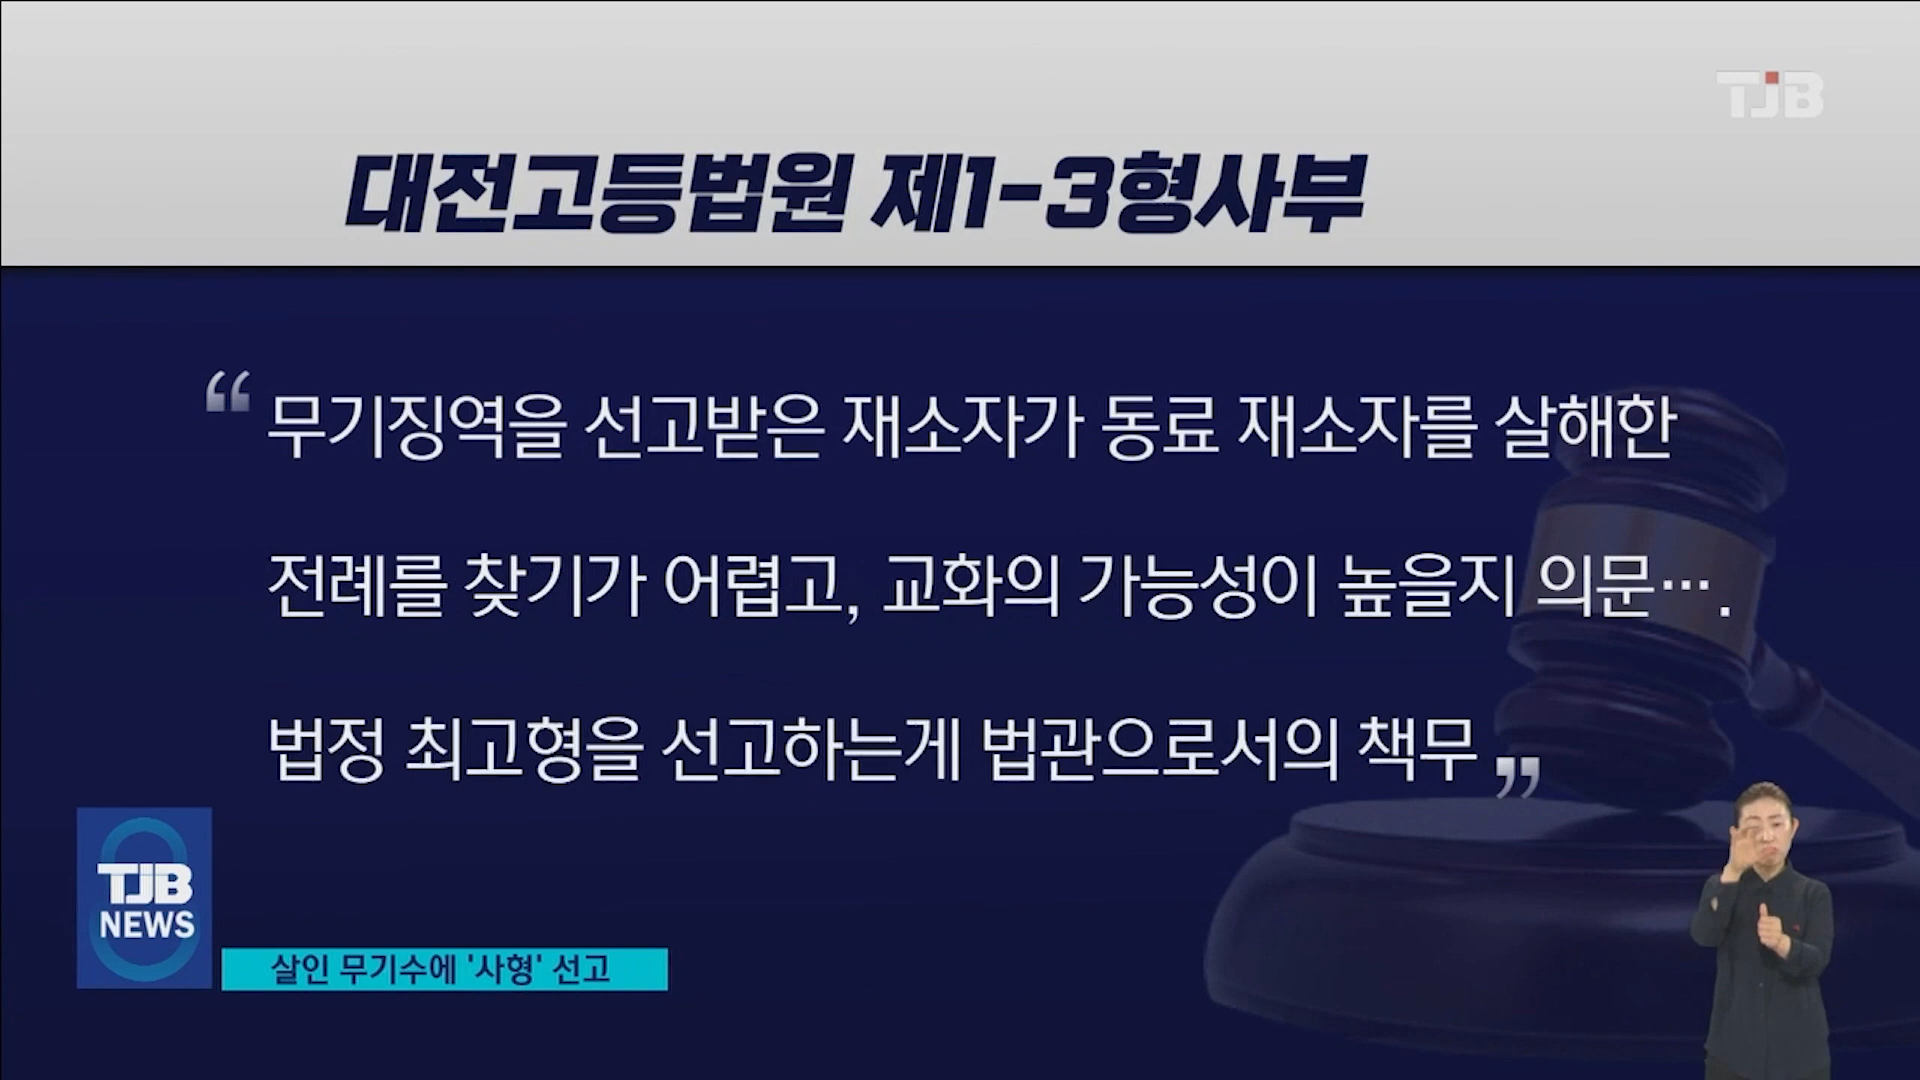 TJB
대전고등법원 제1-3형사부
“무기징역을 선고받은 재소자가 동료 재소자를 살해한
전례를 찾기가 어렵고, 교화의 가능성이 높을지 의문….
법정 최고형을 선고하는게 법관으로서의 책무”
8
TJB
NEWS
살인 무기수에 '사형' 선고